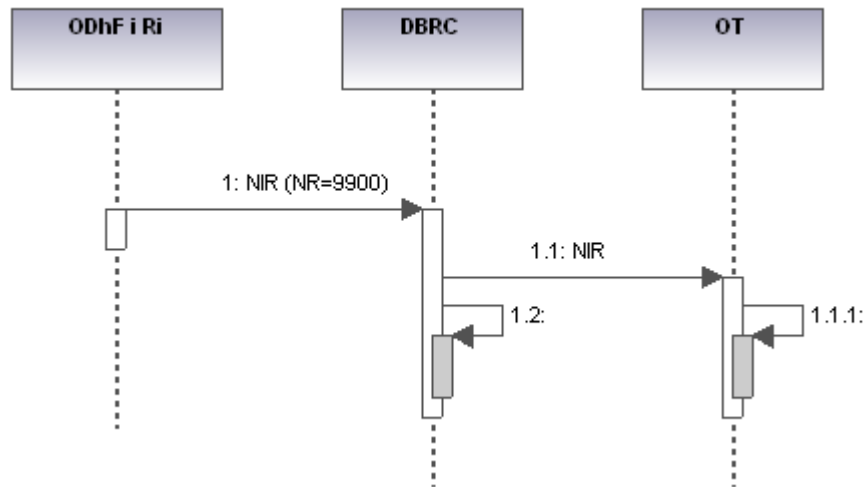 ODhF i Ri
DBRC
OT
1: NIR (NR=9900)
1.1: NIR
1.2:
1.1.1: